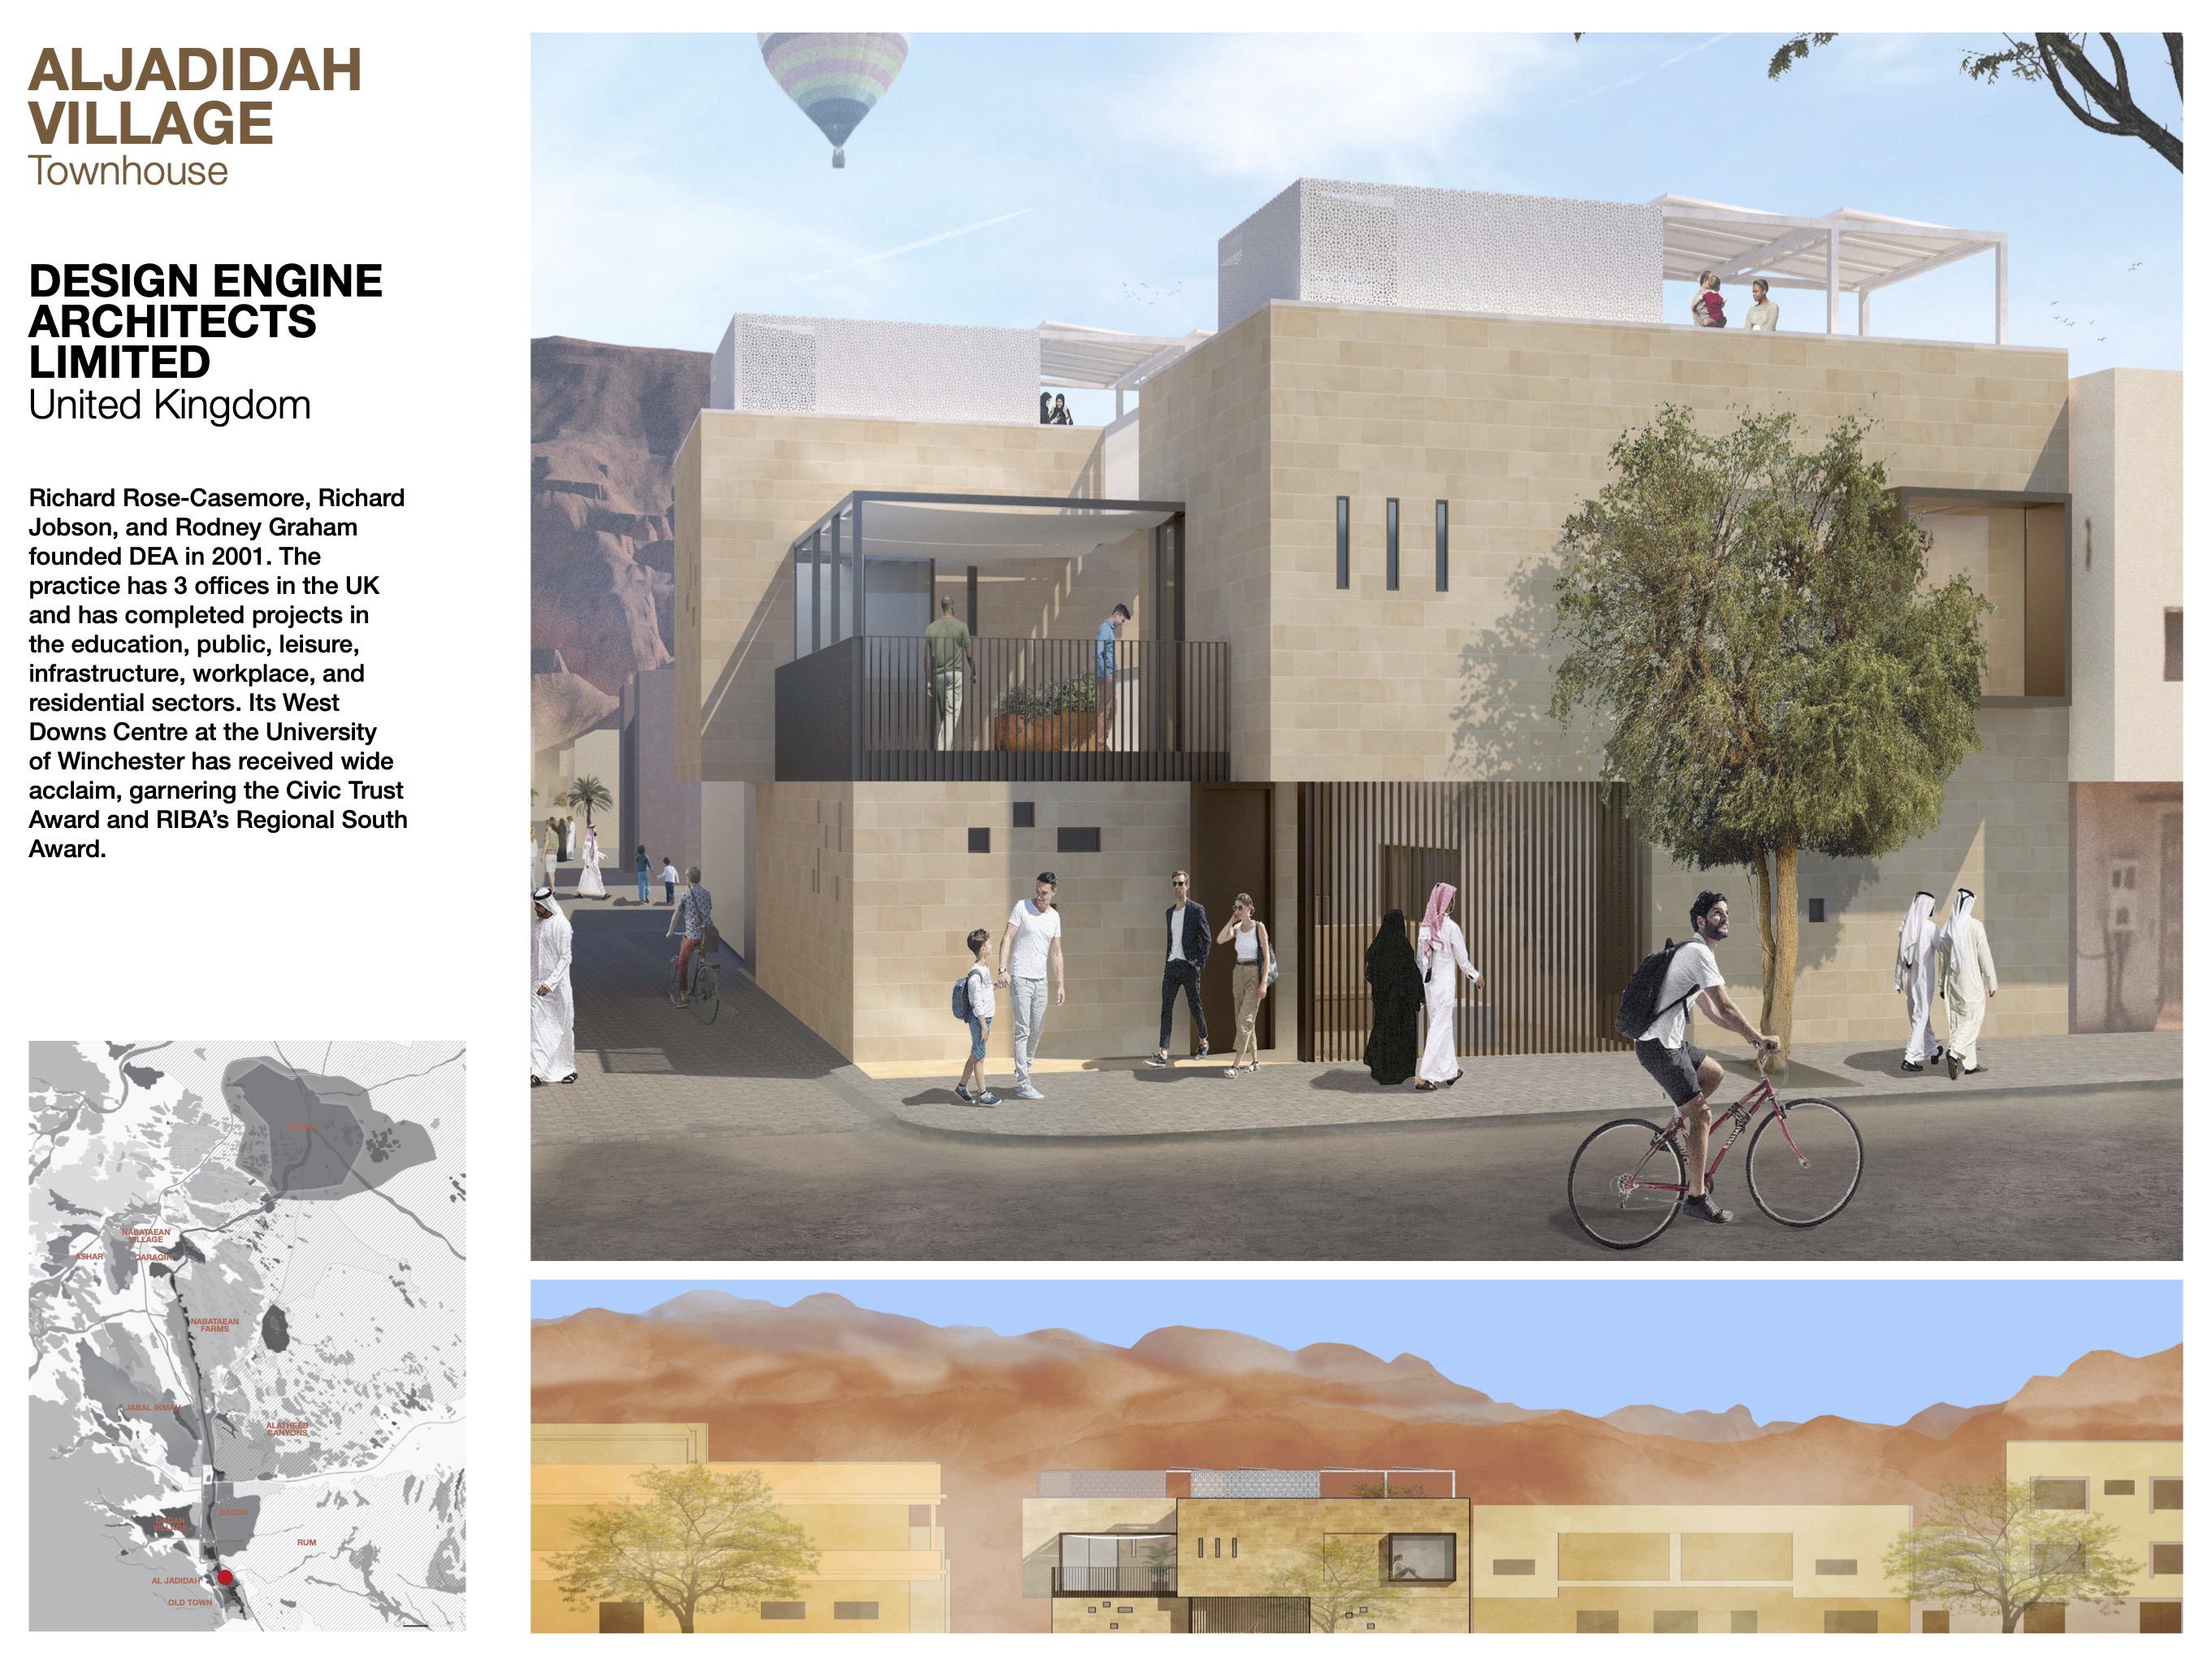 ALJADIDAH
VILLAGE
Townhouse
DESIGN ENGINE
ARCHITECTS
LIMITED
United Kingdom
Richard Rose-Casemore, Richard
Jobson, and Rodney Graham
founded DEA in 2001. The
practice has 3 offices in the UK
and has completed projects in
the education, public, leisure,
infrastructure, workplace, and
residential sectors. Its West
Downs Centre at the University
of Winchester has received wide
acclaim, garnering the Civic Trust
Award and RIBA’s Regional South
Award.
NABATAEAN
VILLAGE
ASHAR
QARAQIR
NABATAEAN
FARMS
JABAL IKMAH
ALATHEEB
CANYONS
DADAN
DADAN
VILLAGE
RUM
AL JADIDAH
OLD TOWN